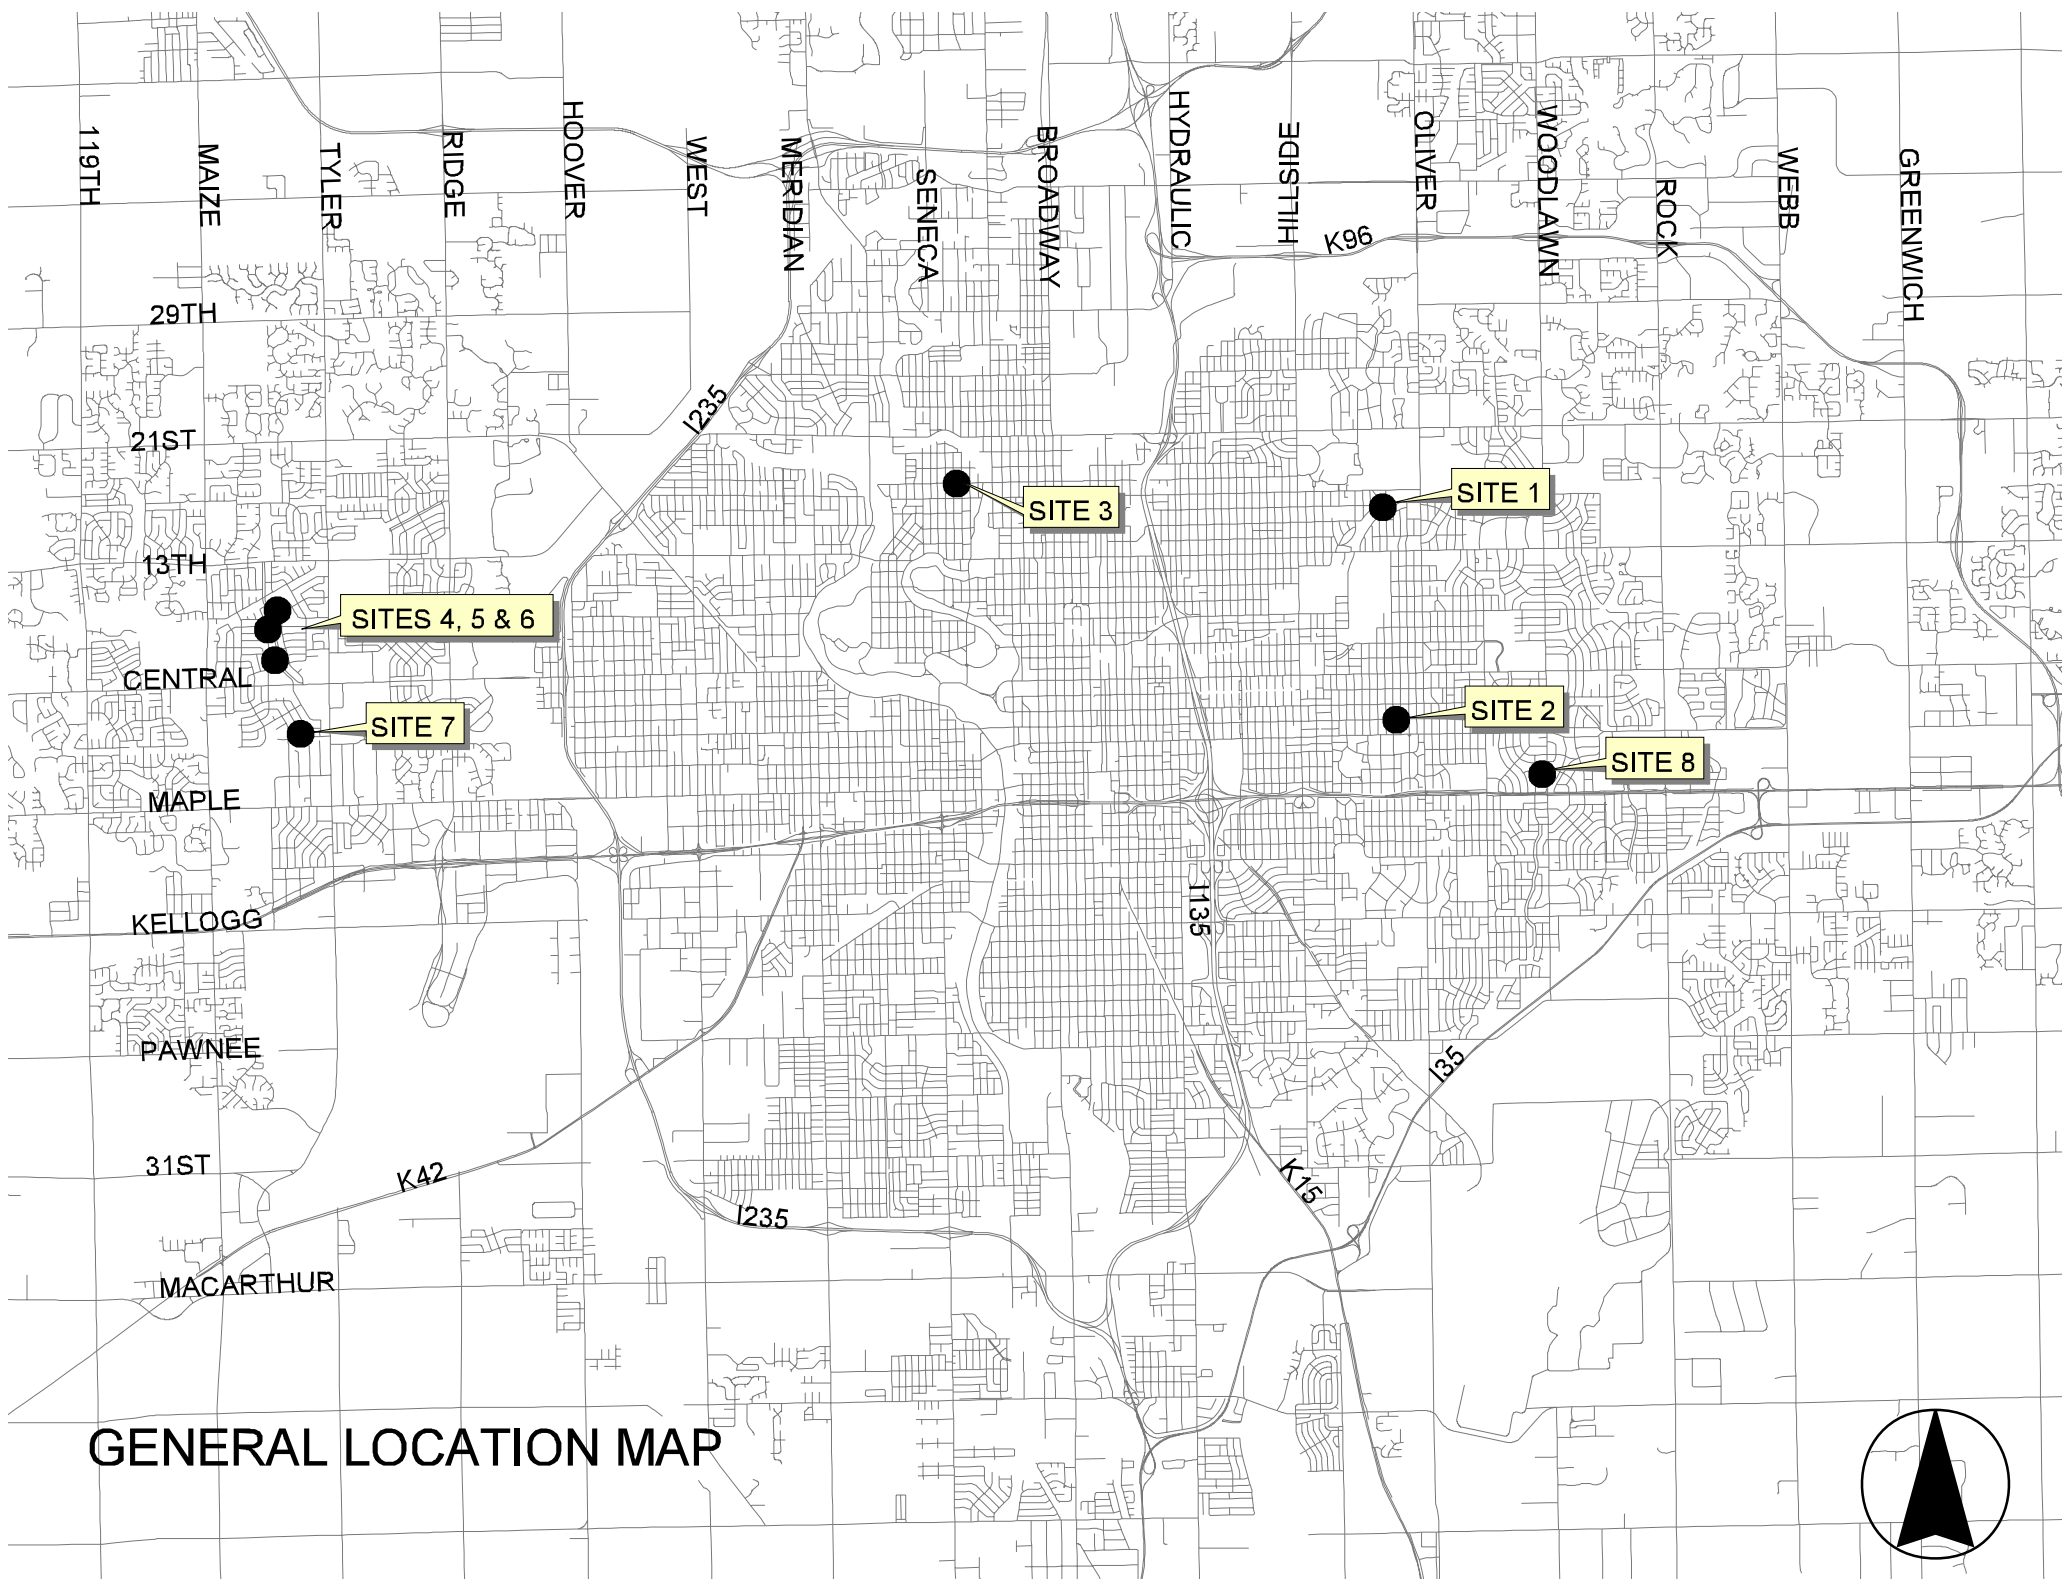 119TH
MAIZE
TYLER
RIDGE
HOOVER
WEST
MERIDIAN
SENECA
BROADWAY
HYDRAULIC
HILLSIDE
OLIVER
WOODLAWN
ROCK
WEBB
GREENWICH
K96
29TH
I235
21ST
SITE 3
SITE 1
13TH
SITES 4, 5 & 6
CENTRAL
SITE 7
SITE 2
SITE 8
MAPLE
KELLOGG
I135
PAWNEE
I35
31ST
K42
K15
I235
MACARTHUR
GENERAL LOCATION MAP